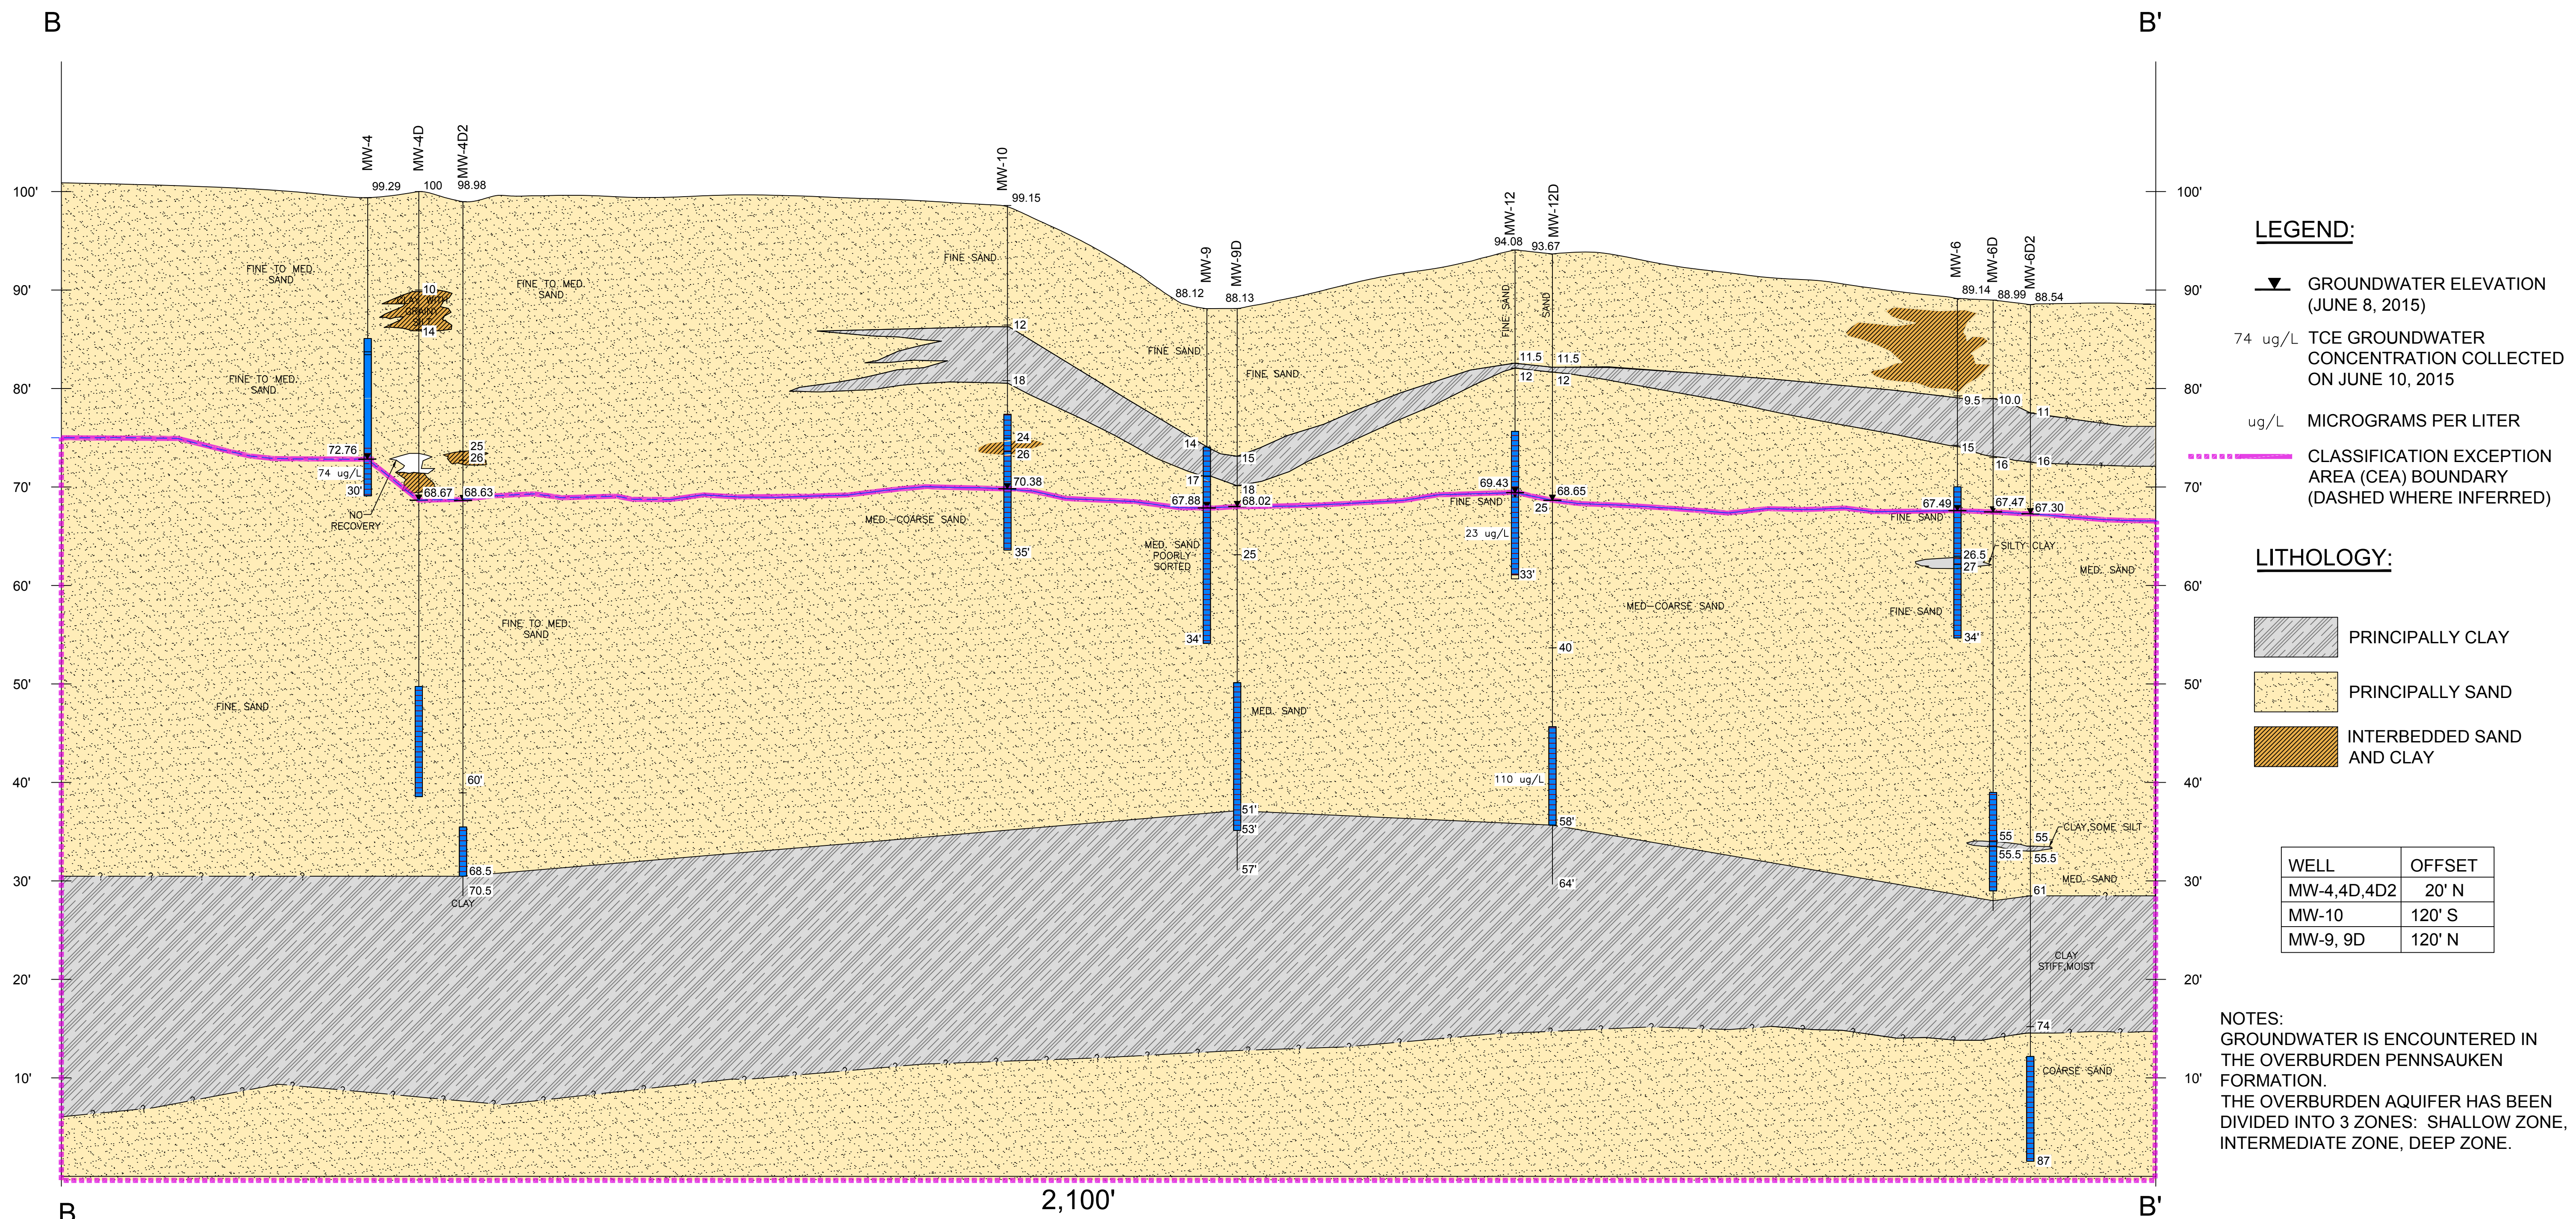 B
B'
MW-4
MW-4D
MW-4D2
MW-10
MW-9
MW-9D
MW-12
MW-12D
MW-6
MW-6D
MW-6D2
99.29
100
98.98
99.15
88.12
88.13
94.08
93.67
89.14
88.99
88.54
100'
90'
80'
70'
60'
50'
40'
30'
20'
10'
100'
90'
80'
70'
60'
50'
40'
30'
20'
10'
FINE TO MED.
SAND
FINE TO MED.
SAND
10
CLAY WITH
GRAINY
14
FINE TO MED.
SAND
72.76
74 ug/L
30'
NO
RECOVERY
25
26
68.67
68.63
FINE TO MED.
SAND
FINE SAND
60'
68.5
70.5
CLAY
FINE SAND
12
18
24
26
70.38
MED.-COARSE SAND
35'
FINE SAND
14
17
67.88
MED. SAND
POORLY
SORTED
34'
FINE SAND
15
18
68.02
25
MED. SAND
51'
53'
57'
FINE SAND
SAND
11.5
12
11.5
12
69.43
FINE SAND
23 ug/L
33'
68.65
25
40
MED-COARSE SAND
110 ug/L
58'
64'
9.5
10.0
11
15
16
16
67.49
67.47
67.30
FINE SAND
SILTY CLAY
26.5
27
MED. SAND
FINE SAND
34'
CLAY,SOME SILT
55
55.5
55
55.5
MED. SAND
61
CLAY
STIFF,MOIST
74
COARSE SAND
87
? ? ? ?
?
? ?
? ? ? ? ? ? ? ? ? ? ? ? ? ? ? ? ? ? ? ? ? ? ? ? ? ? ?
2,100'
B
B'
LEGEND:
GROUNDWATER ELEVATION
(JUNE 8, 2015)
74 ug/L TCE GROUNDWATER
CONCENTRATION COLLECTED
ON JUNE 10, 2015
ug/L MICROGRAMS PER LITER
CLASSIFICATION EXCEPTION
AREA (CEA) BOUNDARY
(DASHED WHERE INFERRED)
LITHOLOGY:
PRINCIPALLY CLAY
PRINCIPALLY SAND
INTERBEDDED SAND
AND CLAY
WELL OFFSET
MW-4,4D,4D2 20' N
MW-10 120' S
MW-9, 9D 120' N
NOTES:
GROUNDWATER IS ENCOUNTERED IN
THE OVERBURDEN PENNSAUKEN
FORMATION.
THE OVERBURDEN AQUIFER HAS BEEN
DIVIDED INTO 3 ZONES: SHALLOW ZONE,
INTERMEDIATE ZONE, DEEP ZONE.